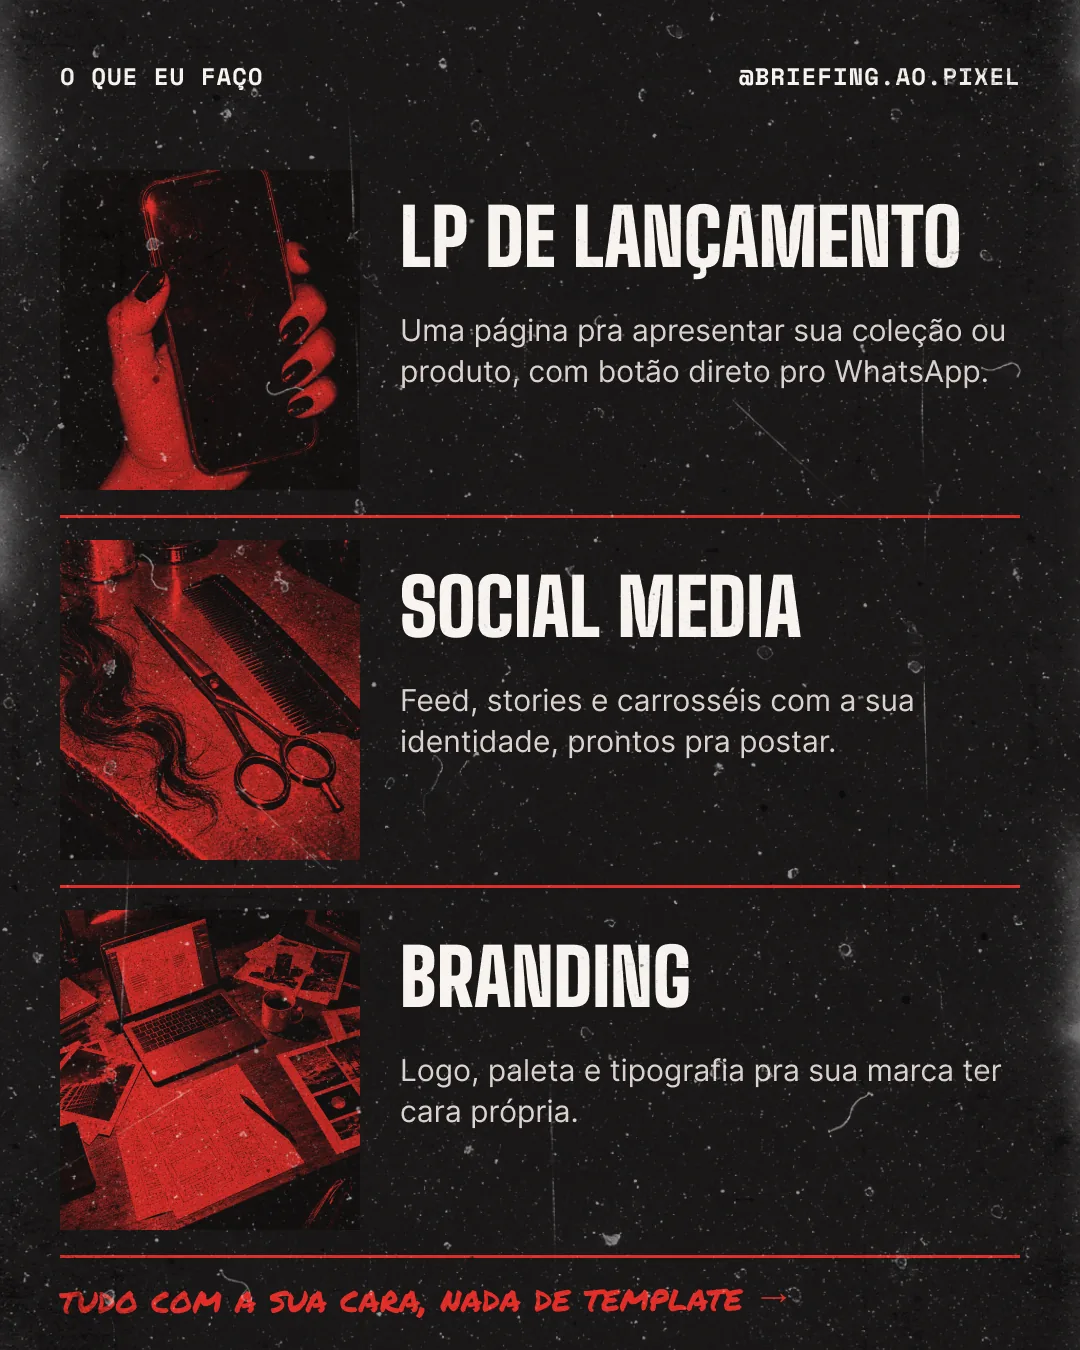 O QUE EU FAÇO
@BRIEFING.AO.PIXEL
LP DE LANÇAMENTO
Uma página pra apresentar sua coleção ou
produto, com botão direto pro WhatsApp.
SOCIAL MEDIA
Feed, stories e carrosséis com a sua
identidade, prontos pra postar.
BRANDING
Logo, paleta e tipografia pra sua marca ter
cara própria.
TUDO COM A SUA CARA, NADA DE TEMPLATE →